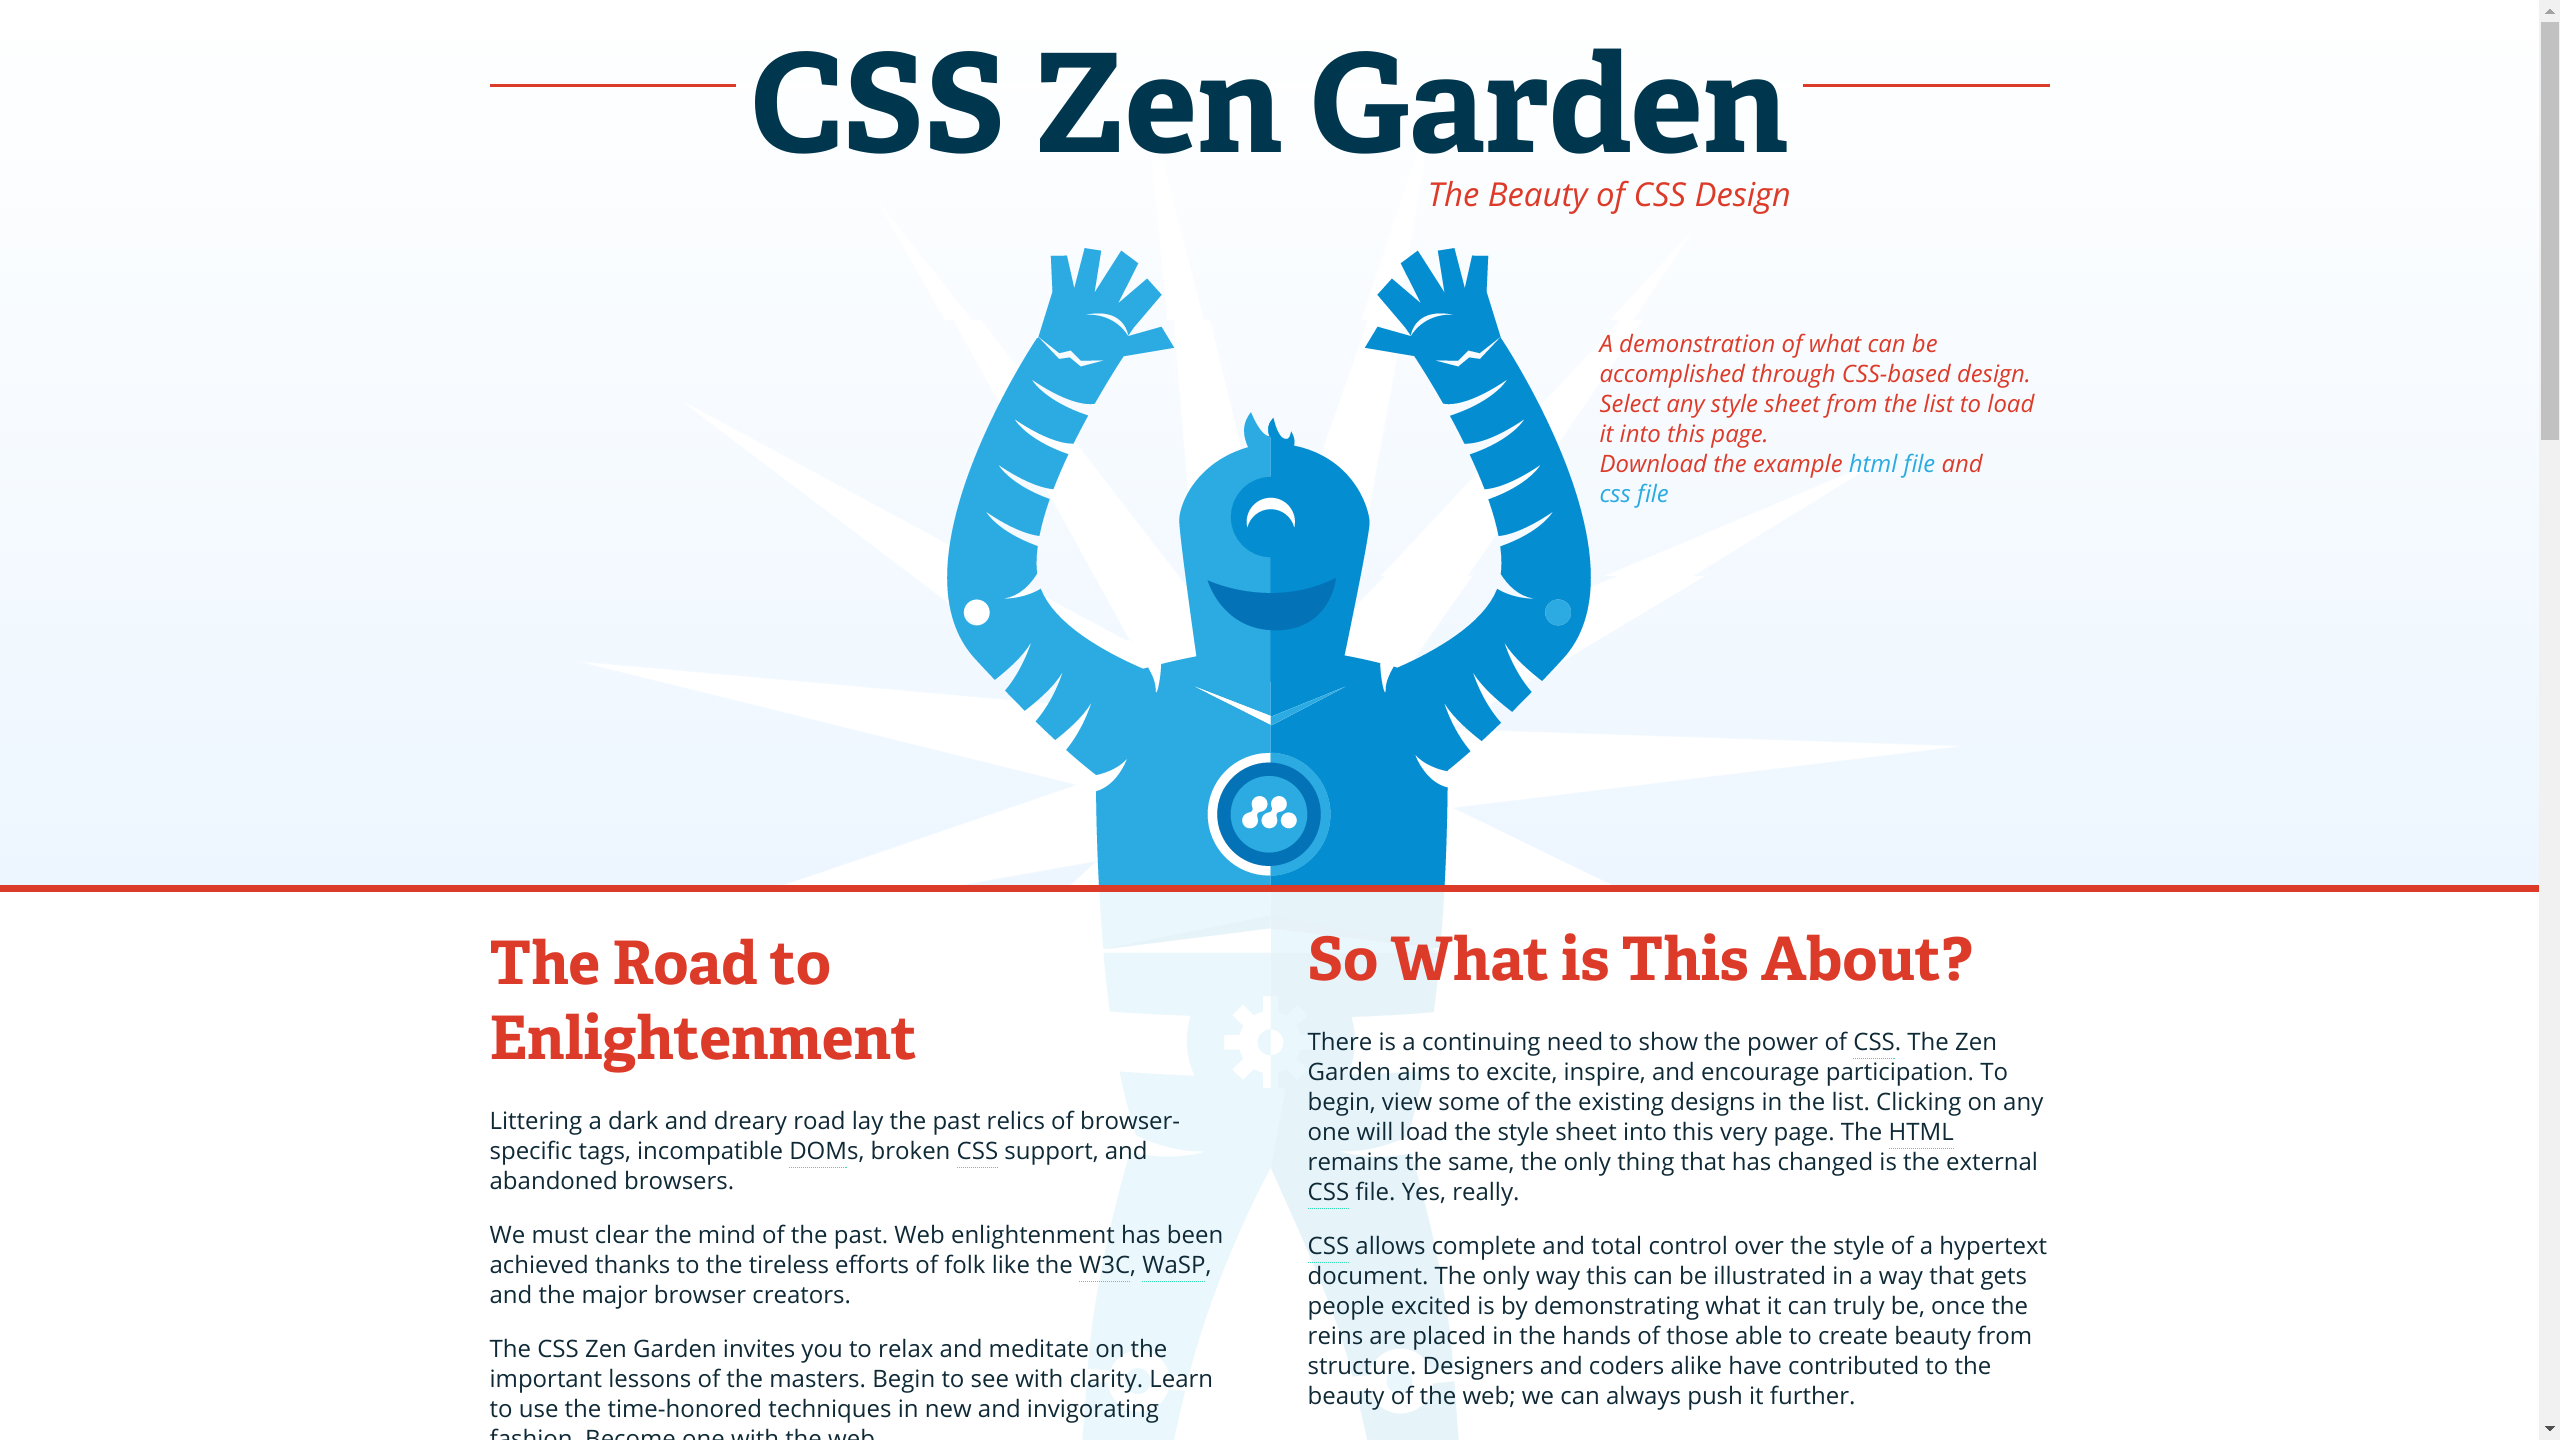 CSS Zen Garden
The Beauty of CSS Design
A demonstration of what can be
accomplished through CSS-based design.
Select any style sheet from the list to load
it into this page.
Download the example html file and
css file
The Road to
Enlightenment
Littering a dark and dreary road lay the past relics of browser-
specific tags, incompatible DOMs, broken CSS support, and
abandoned browsers.
We must clear the mind of the past. Web enlightenment has been
achieved thanks to the tireless efforts of folk like the W3C, WaSP,
and the major browser creators.
The CSS Zen Garden invites you to relax and meditate on the
important lessons of the masters. Begin to see with clarity. Learn
to use the time-honored techniques in new and invigorating
fashion. Become one with the web.
So What is This About?
There is a continuing need to show the power of CSS. The Zen
Garden aims to excite, inspire, and encourage participation. To
begin, view some of the existing designs in the list. Clicking on any
one will load the style sheet into this very page. The HTML
remains the same, the only thing that has changed is the external
CSS file. Yes, really.
CSS allows complete and total control over the style of a hypertext
document. The only way this can be illustrated in a way that gets
people excited is by demonstrating what it can truly be, once the
reins are placed in the hands of those able to create beauty from
structure. Designers and coders alike have contributed to the
beauty of the web; we can always push it further.